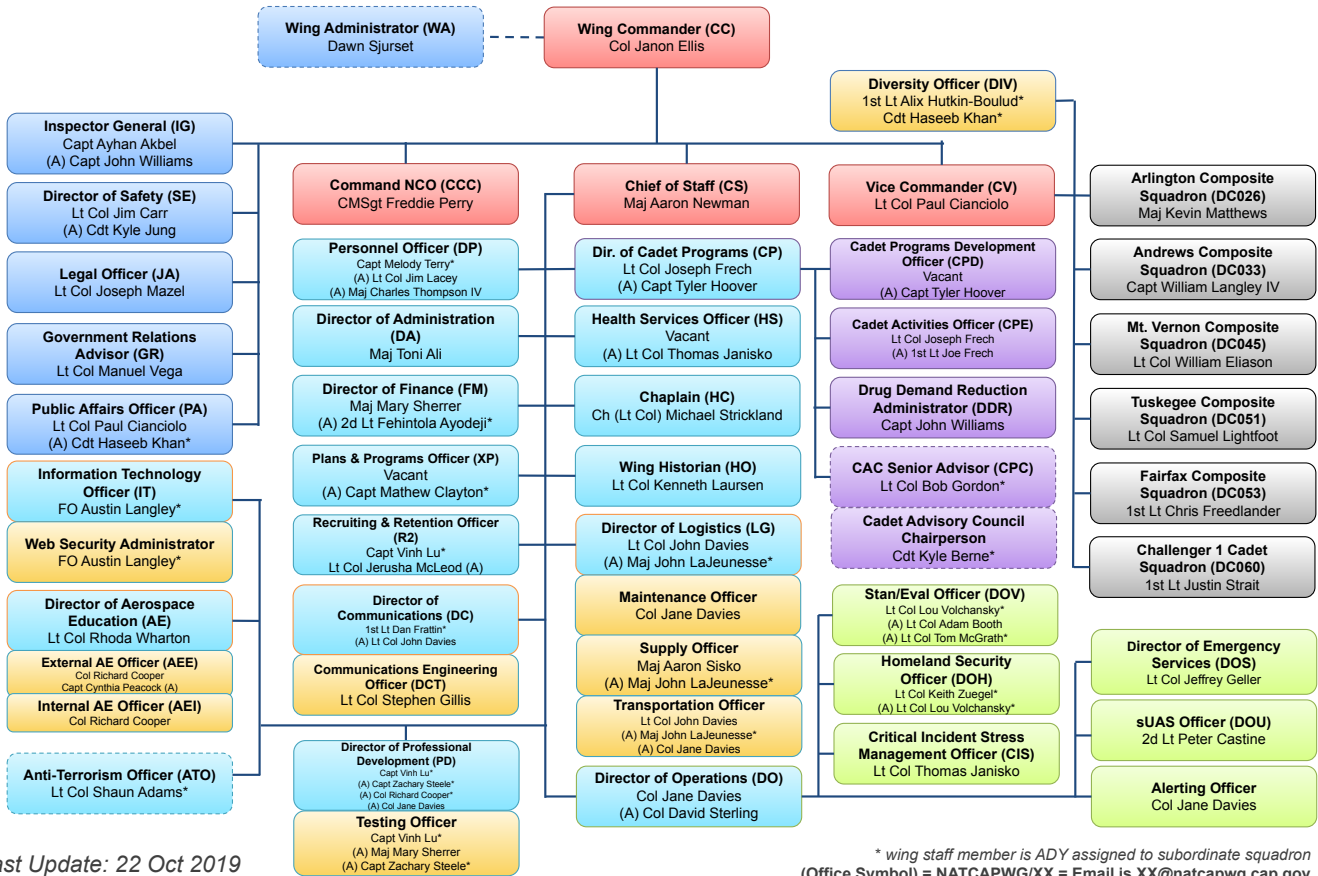 Wing Administrator (WA)
Dawn Sjurset
Wing Commander (CC)
Col Janon Ellis
Diversity Officer (DIV)
1st Lt Alix Hutkin-Boulud*
Cdt Haseeb Khan*
Inspector General (IG)
Capt Ayhan Akbel
(A) Capt John Williams
Director of Safety (SE)
Lt Col Jim Carr
(A) Cdt Kyle Jung
Legal Officer (JA)
Lt Col Joseph Mazel
Government Relations
Advisor (GR)
Lt Col Manuel Vega
Public Affairs Officer (PA)
Lt Col Paul Cianciolo
(A) Cdt Haseeb Khan*
Information Technology
Officer (IT)
FO Austin Langley*
Web Security Administrator
FO Austin Langley*
Director of Aerospace
Education (AE)
Lt Col Rhoda Wharton
External AE Officer (AEE)
Col Richard Cooper
Capt Cynthia Peacock (A)
Internal AE Officer (AEI)
Col Richard Cooper
Anti-Terrorism Officer (ATO)
Lt Col Shaun Adams*
Command NCO (CCC)
CMSgt Freddie Perry
Personnel Officer (DP)
Capt Melody Terry*
(A) Lt Col Jim Lacey
(A) Maj Charles Thompson IV
Director of Administration
(DA)
Maj Toni Ali
Director of Finance (FM)
Maj Mary Sherrer
(A) 2d Lt Fehintola Ayodeji*
Plans & Programs Officer (XP)
Vacant
(A) Capt Mathew Clayton*
Recruiting & Retention Officer
(R2)
Capt Vinh Lu*
Lt Col Jerusha McLeod (A)
Director of
Communications (DC)
1st Lt Dan Frattin*
(A) Lt Col John Davies
Communications Engineering
Officer (DCT)
Lt Col Stephen Gillis
Director of Professional
Development (PD)
Capt Vinh Lu*
(A) Capt Zachary Steele*
(A) Col Richard Cooper*
(A) Col Jane Davies
Testing Officer
Capt Vinh Lu*
(A) Maj Mary Sherrer
(A) Capt Zachary Steele*
Chief of Staff (CS)
Maj Aaron Newman
Dir. of Cadet Programs (CP)
Lt Col Joseph Frech
(A) Capt Tyler Hoover
Health Services Officer (HS)
Vacant
(A) Lt Col Thomas Janisko
Chaplain (HC)
Ch (Lt Col) Michael Strickland
Wing Historian (HO)
Lt Col Kenneth Laursen
Director of Logistics (LG)
Lt Col John Davies
(A) Maj John LaJeunesse*
Maintenance Officer
Col Jane Davies
Supply Officer
Maj Aaron Sisko
(A) Maj John LaJeunesse*
Transportation Officer
Lt Col John Davies
(A) Maj John LaJeunesse*
(A) Col Jane Davies
Director of Operations (DO)
Col Jane Davies
(A) Col David Sterling
Vice Commander (CV)
Lt Col Paul Cianciolo
Cadet Programs Development
Officer (CPD)
Vacant
(A) Capt Tyler Hoover
Cadet Activities Officer (CPE)
Lt Col Joseph Frech
(A) 1st Lt Joe Frech
Drug Demand Reduction
Administrator (DDR)
Capt John Williams
CAC Senior Advisor (CPC)
Lt Col Bob Gordon*
Cadet Advisory Council
Chairperson
Cdt Kyle Berne*
Stan/Eval Officer (DOV)
Lt Col Lou Volchansky*
(A) Lt Col Adam Booth
(A) Lt Col Tom McGrath*
Homeland Security
Officer (DOH)
Lt Col Keith Zuegel*
(A) Lt Col Lou Volchansky*
Critical Incident Stress
Management Officer (CIS)
Lt Col Thomas Janisko
Arlington Composite
Squadron (DC026)
Maj Kevin Matthews
Andrews Composite
Squadron (DC033)
Capt William Langley IV
Mt. Vernon Composite
Squadron (DC045)
Lt Col William Eliason
Tuskegee Composite
Squadron (DC051)
Lt Col Samuel Lightfoot
Fairfax Composite
Squadron (DC053)
1st Lt Chris Freedlander
Challenger 1 Cadet
Squadron (DC060)
1st Lt Justin Strait
Director of Emergency
Services (DOS)
Lt Col Jeffrey Geller
sUAS Officer (DOU)
2d Lt Peter Castine
Alerting Officer
Col Jane Davies
ast Update: 22 Oct 2019
* wing staff member is ADY assigned to subordinate squadron
(Office Symbol) = NATCAPWG/XX = Email is XX@natcapwg.cap.gov